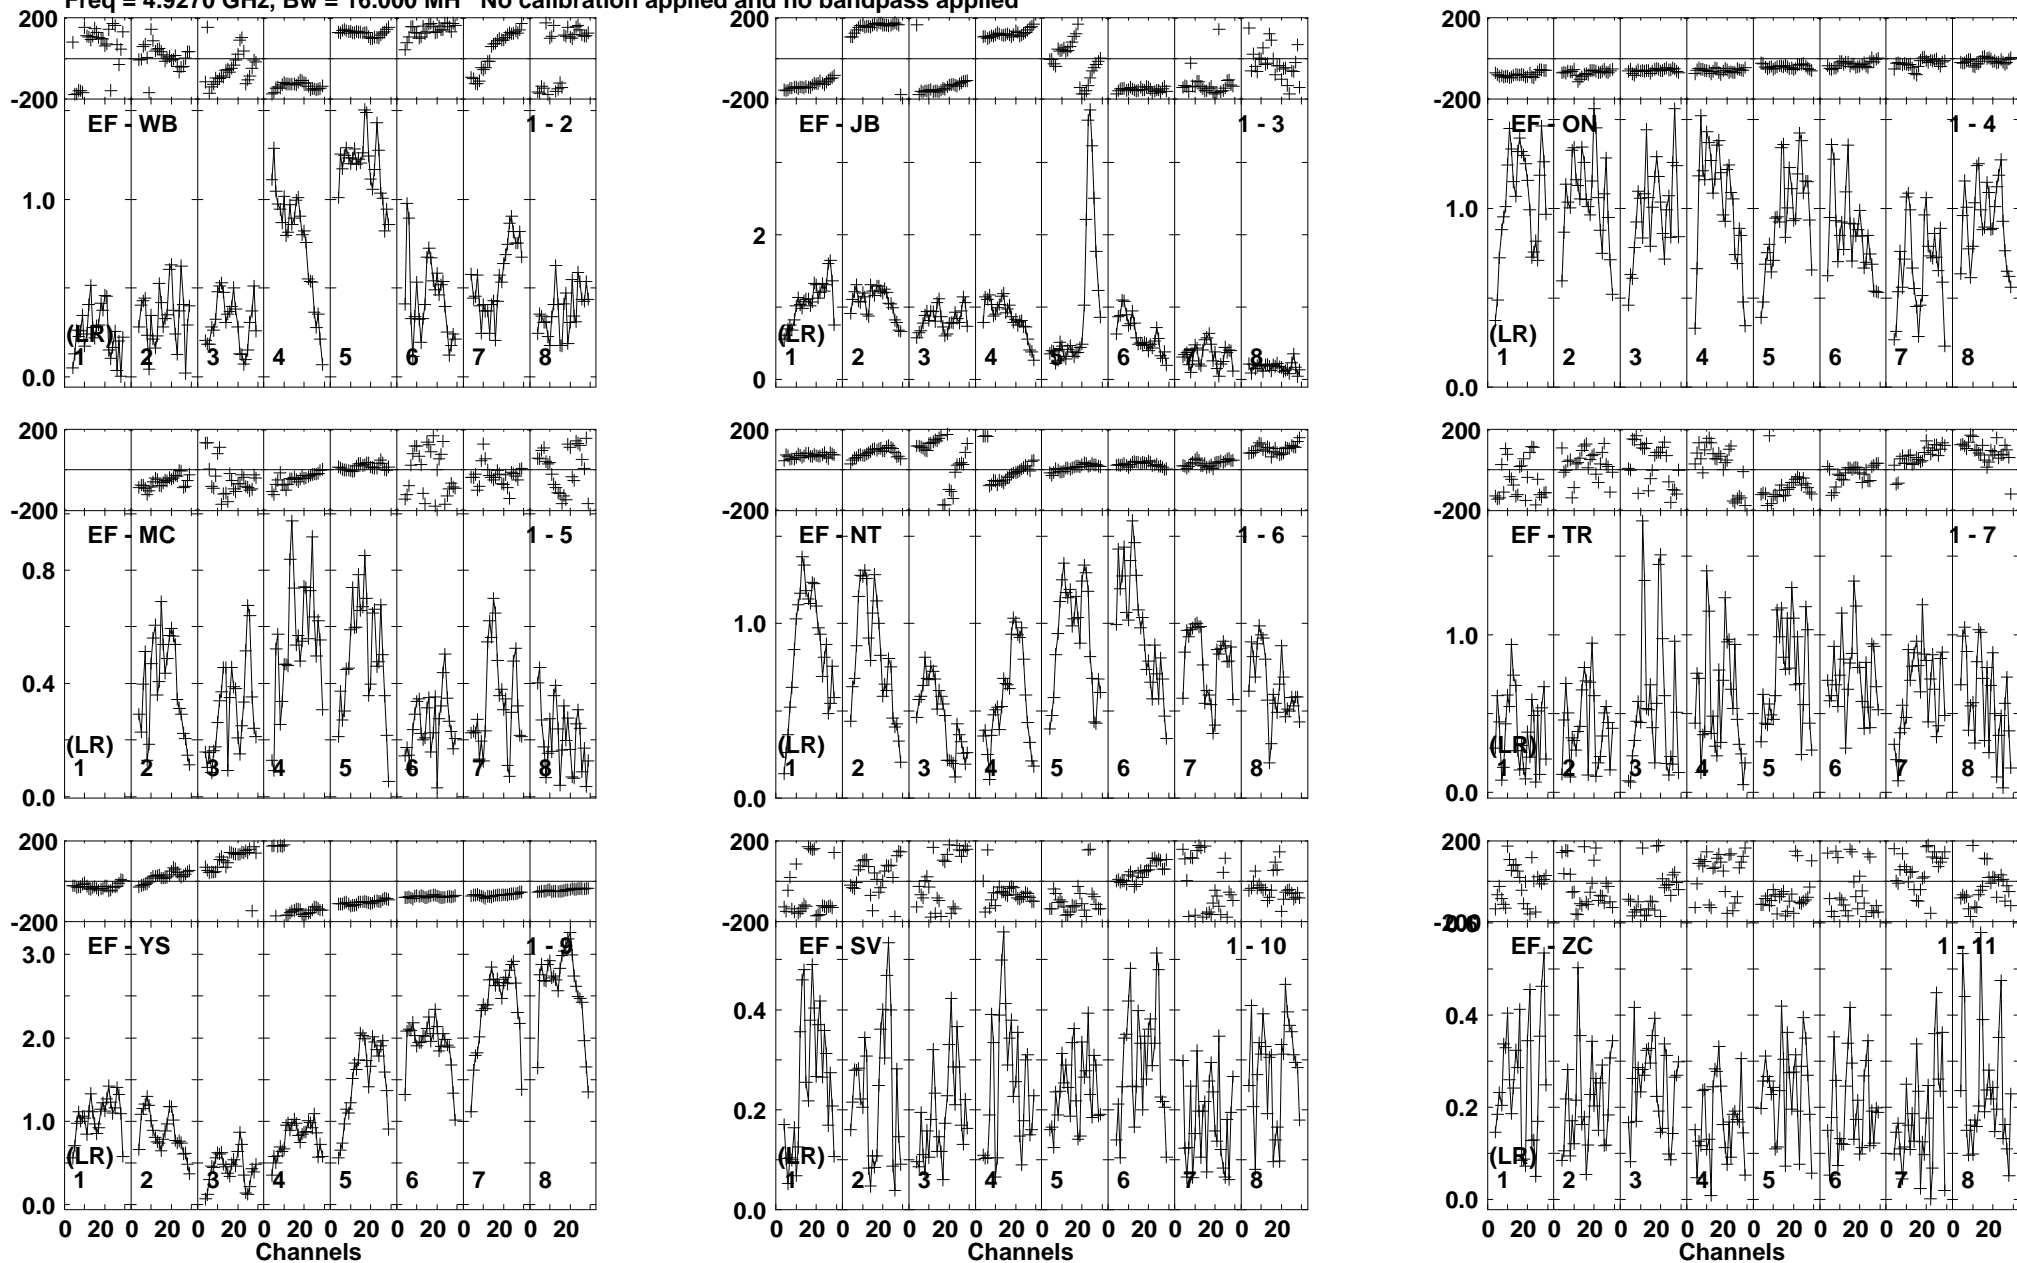 Freq = 4.9270 GHz, Bw = 16.000 MH No calibration applied and no bandpass applied
200
-200
EF - WB 1 - 2
1.0
0.0
(LR)
1 2 3 4 5 6 7 8
200
-200
EF - JB 1 - 3
2
0
(LR)
1 2 3 4 5 6 7 8
200
-200
EF - ON 1 - 4
1.0
0.0
(LR)
1 2 3 4 5 6 7 8
200
-200
EF - MC 1 - 5
0.8
0.4
0.0
(LR)
1 2 3 4 5 6 7 8
200
-200
EF - NT 1 - 6
1.0
0.0
(LR)
1 2 3 4 5 6 7 8
200
-200
EF - TR 1 - 7
1.0
0.0
(LR)
1 2 3 4 5 6 7 8
200
-200
EF - YS 1 - 9
3.0
2.0
1.0
0.0
(LR)
1 2 3 4 5 6 7 8
0 20 0 20 0 20 0 20 0 20 0 20 0 20 0 20
Channels
200
-200
EF - SV 1 - 10
0.4
0.2
0.0
(LR)
1 2 3 4 5 6 7 8
0 20 0 20 0 20 0 20 0 20 0 20 0 20 0 20
Channels
200
-200
0.6
EF - ZC 1 - 11
0.4
0.2
0.0
(LR)
1 2 3 4 5 6 7 8
0 20 0 20 0 20 0 20 0 20 0 20 0 20 0 20
Channels